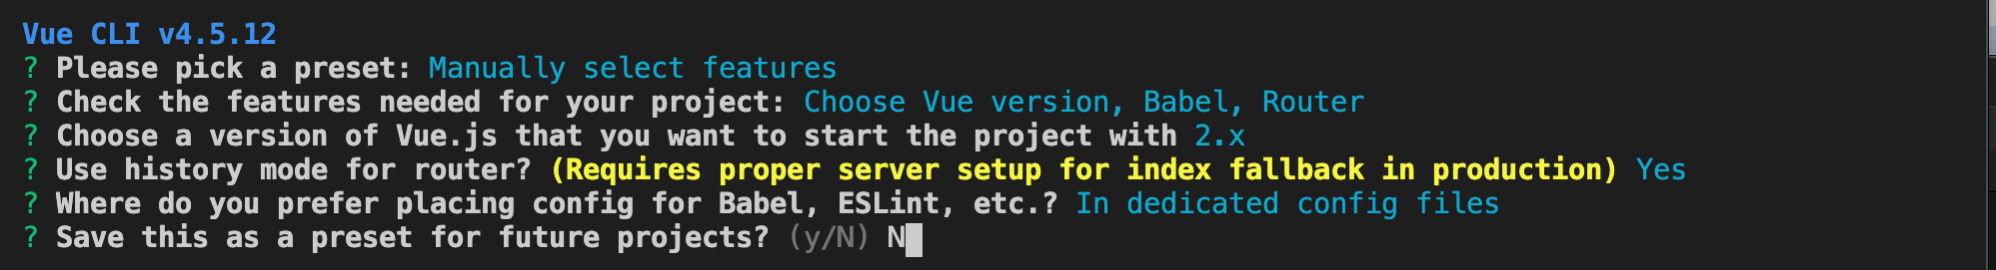 Vue CLI v4.5.12
? Please pick a preset: Manually select features
? Check the features needed for your project: Choose Vue version, Babel, Router
? Choose a version of Vue.js that you want to start the project with 2.x
? Use history mode for router? (Requires proper server setup for index fallback in production) Yes
? Where do you prefer placing config for Babel, ESLint, etc.? In dedicated config files
? Save this as a preset for future projects? (y/N) N